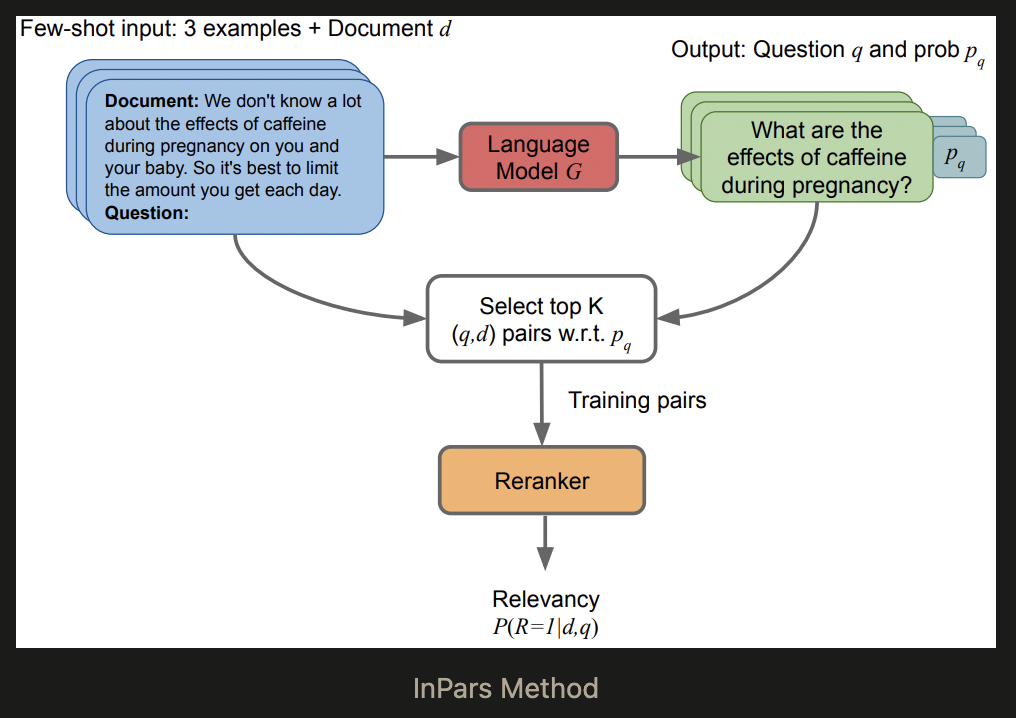 Few-shot input: 3 examples + Document d
Output: Question q and prob p_q
Document: We don't know a lot
about the effects of caffeine
during pregnancy on you and
your baby. So it's best to limit
the amount you get each day.
Question:
Language
Model G
What are the
effects of caffeine
during pregnancy?
p_q
Select top K
(q,d) pairs w.r.t. p_q
Training pairs
Reranker
Relevancy
P(R=1|d,q)
InPars Method